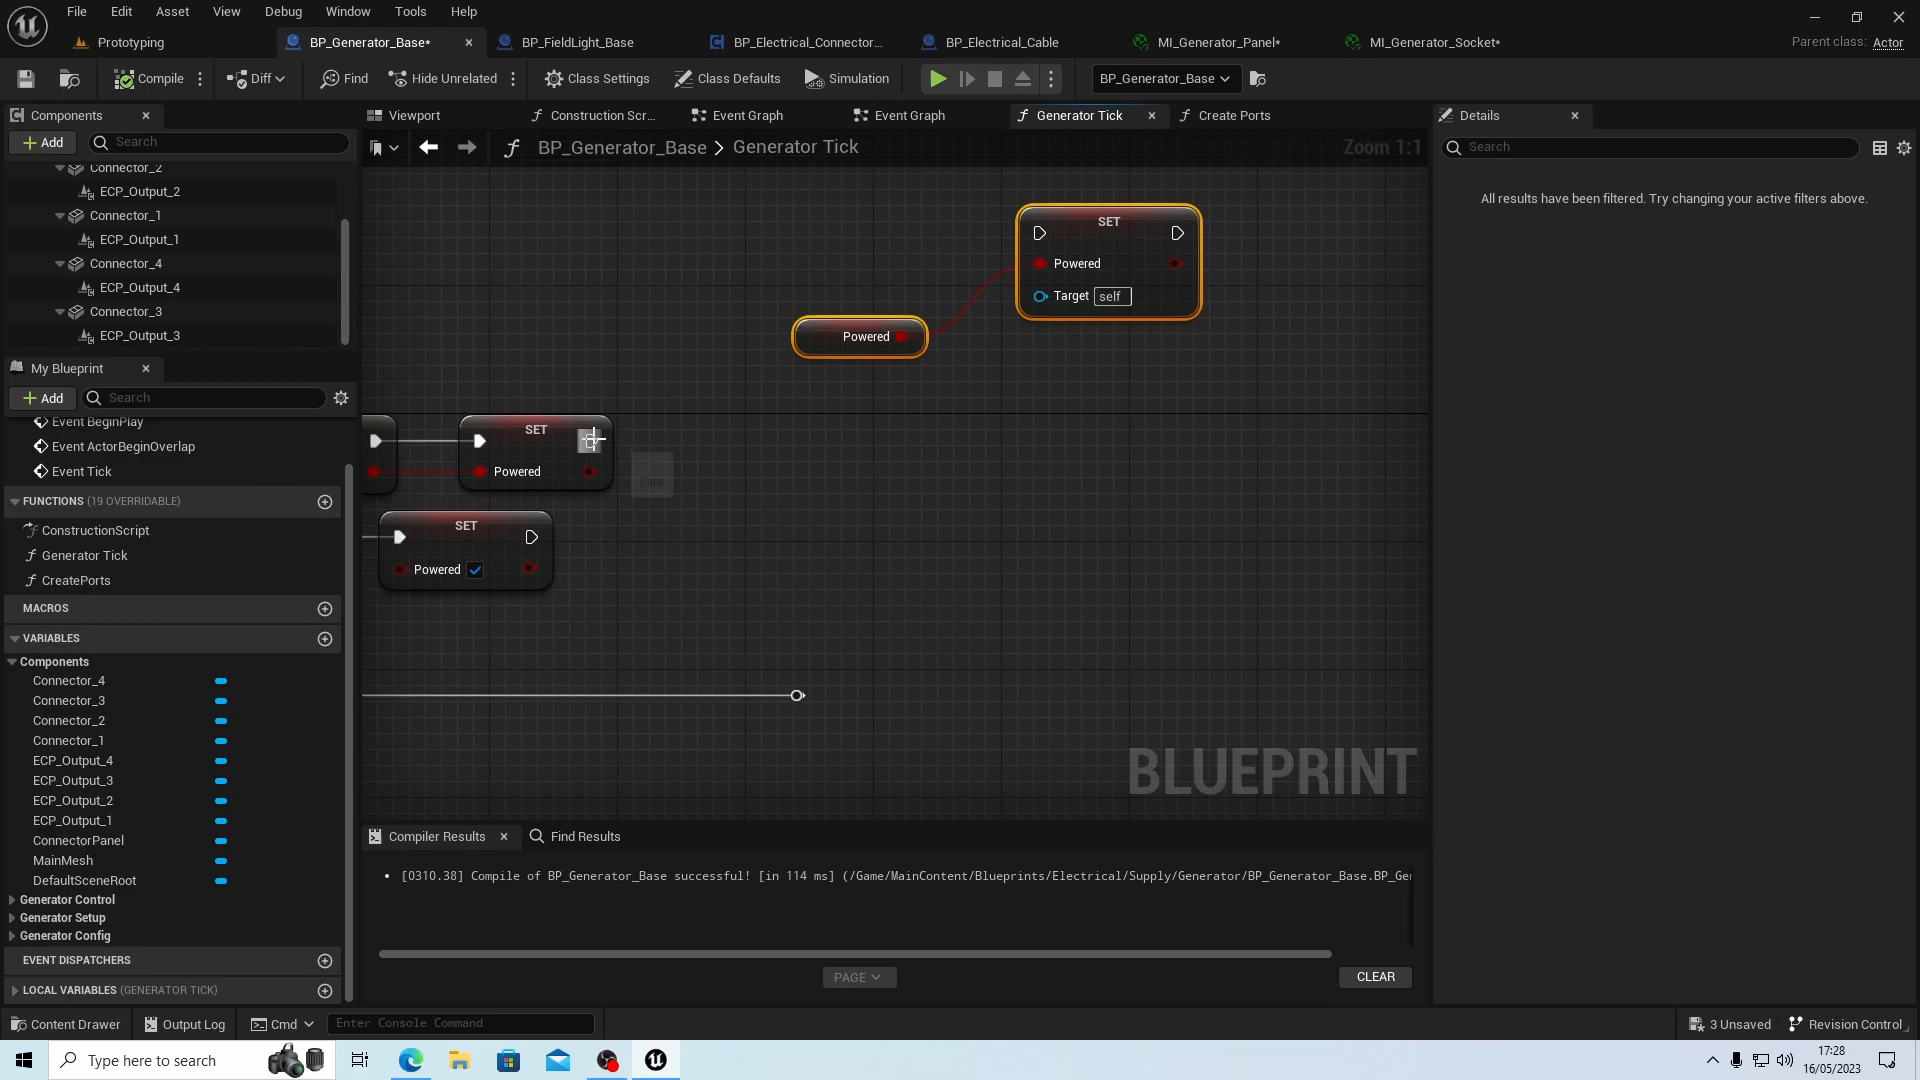 File Edit Asset View Debug Window Tools Help
Prototyping BP_Generator_Base* BP_FieldLight_Base BP_Electrical_Connector... BP_Electrical_Cable MI_Generator_Panel* MI_Generator_Socket* Parent class: Actor
Compile Diff Find Hide Unrelated Class Settings Class Defaults Simulation BP_Generator_Base
Components
Add Search
Connector_2
ECP_Output_2
Connector_1
ECP_Output_1
Connector_4
ECP_Output_4
Connector_3
ECP_Output_3
My Blueprint
Add Search
Event BeginPlay
Event ActorBeginOverlap
Event Tick
FUNCTIONS (19 OVERRIDABLE)
ConstructionScript
Generator Tick
CreatePorts
MACROS
VARIABLES
Components
Connector_4
Connector_3
Connector_2
Connector_1
ECP_Output_4
ECP_Output_3
ECP_Output_2
ECP_Output_1
ConnectorPanel
MainMesh
DefaultSceneRoot
Generator Control
Generator Setup
Generator Config
EVENT DISPATCHERS
LOCAL VARIABLES (GENERATOR TICK)
Viewport Construction Scr... Event Graph Event Graph Generator Tick Create Ports
BP_Generator_Base > Generator Tick Zoom 1:1
SET
Powered
Target self
Powered
SET
Powered
SET
Powered
BLUEPRINT
Compiler Results Find Results
[0310.38] Compile of BP_Generator_Base successful! [in 114 ms] (/Game/MainContent/Blueprints/Electrical/Supply/Generator/BP_Generator_Base.BP_Ger
PAGE CLEAR
Details
Search
All results have been filtered. Try changing your active filters above.
Content Drawer Output Log Cmd Enter Console Command 3 Unsaved Revision Control
Type here to search
17:28
16/05/2023